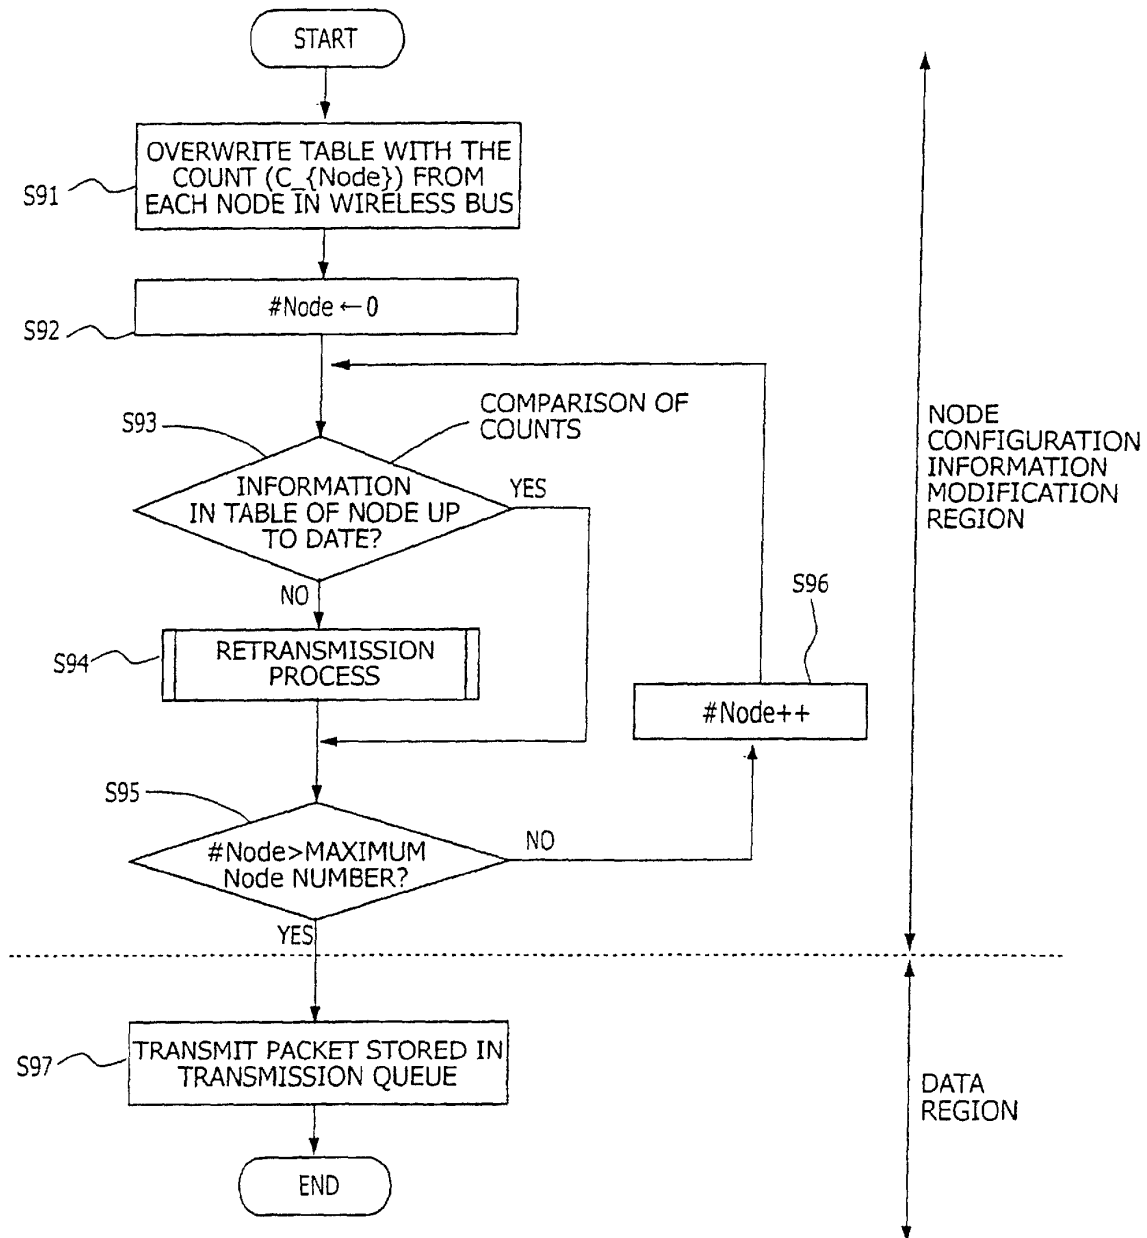 START
OVERWRITE TABLE WITH THE
COUNT (C_{Node}) FROM
EACH NODE IN WIRELESS BUS
S91
#Node ← 0
S92
COMPARISON OF
COUNTS
S93
INFORMATION
IN TABLE OF NODE UP
TO DATE?
YES
NO
NODE
CONFIGURATION
INFORMATION
MODIFICATION
REGION
S96
RETRANSMISSION
PROCESS
S94
#Node++
S95
#Node>MAXIMUM
Node NUMBER?
NO
YES
TRANSMIT PACKET STORED IN
TRANSMISSION QUEUE
S97
DATA
REGION
END